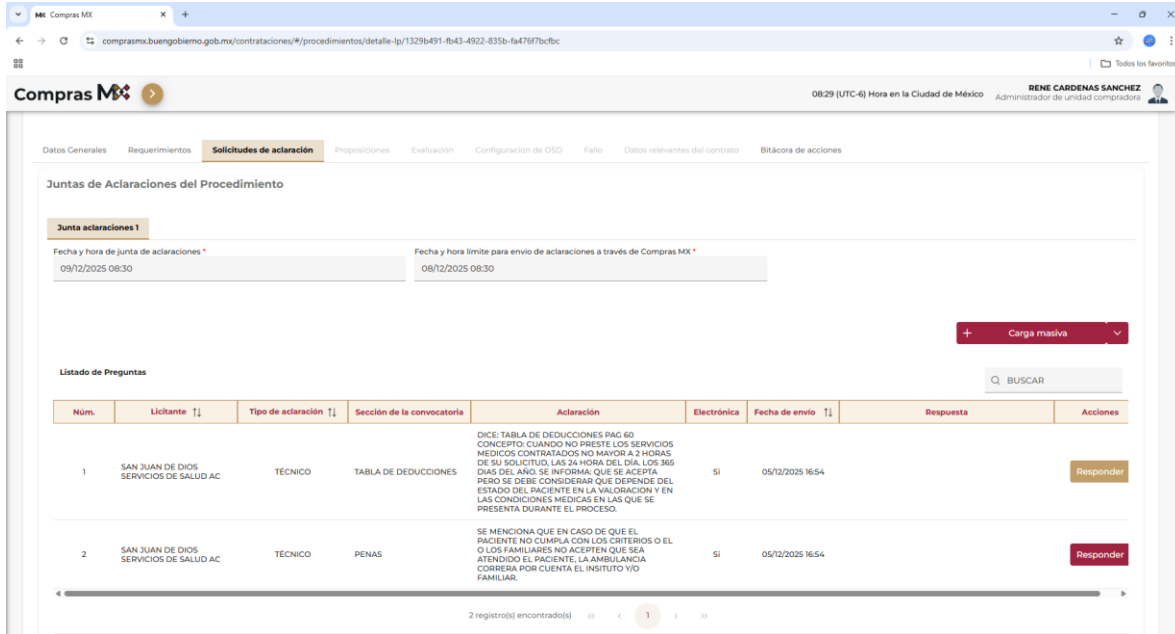 Compras MX
comprasmx.buengobierno.gob.mx/contrataciones/#/procedimientos/detalle-lp/1329b491-fb43-4922-835b-fa476f7bcfbc
Todos los favoritos
Compras MX
08:29 (UTC-6) Hora en la Ciudad de México
RENE CARDENAS SANCHEZ
Administrador de unidad compradora
Datos Generales Requerimientos Solicitudes de aclaración Proposiciones Evaluación Configuración de OSD Fallo Datos relevantes del contrato Bitácora de acciones
Juntas de Aclaraciones del Procedimiento
Junta aclaraciones 1
Fecha y hora de junta de aclaraciones * Fecha y hora límite para envio de aclaraciones a través de Compras MX *
09/12/2025 08:30 08/12/2025 08:30
+ Carga masiva
Listado de Preguntas
BUSCAR
Núm. Licitante Tipo de aclaración Sección de la convocatoria Aclaración Electrónica Fecha de envío Respuesta Acciones
1 SAN JUAN DE DIOS SERVICIOS DE SALUD AC TÉCNICO TABLA DE DEDUCCIONES
DICE: TABLA DE DEDUCCIONES PAG 60
CONCEPTO: CUANDO NO PRESTE LOS SERVICIOS
MEDICOS CONTRATADOS NO MAYOR A 2 HORAS
DE SU SOLICITUD, LAS 24 HORA DEL DÍA. LOS 365
DIAS DEL AÑO. SE INFORMA: QUE SE ACEPTA
PERO SE DEBE CONSIDERAR QUE DEPENDE DEL
ESTADO DEL PACIENTE EN LA VALORACION Y EN
LAS CONDICIONES MEDICAS EN LAS QUE SE
PRESENTA DURANTE EL PROCESO.
Si 05/12/2025 16:54 Responder
2 SAN JUAN DE DIOS SERVICIOS DE SALUD AC TÉCNICO PENAS
SE MENCIONA QUE EN CASO DE QUE EL
PACIENTE NO CUMPLA CON LOS CRITERIOS O EL
O LOS FAMILIARES NO ACEPTEN QUE SEA
ATENDIDO EL PACIENTE, LA AMBULANCIA
CORRERA POR CUENTA EL INSITUTO Y/O
FAMILIAR.
Si 05/12/2025 16:54 Responder
2 registro(s) encontrado(s) << < 1 > >>